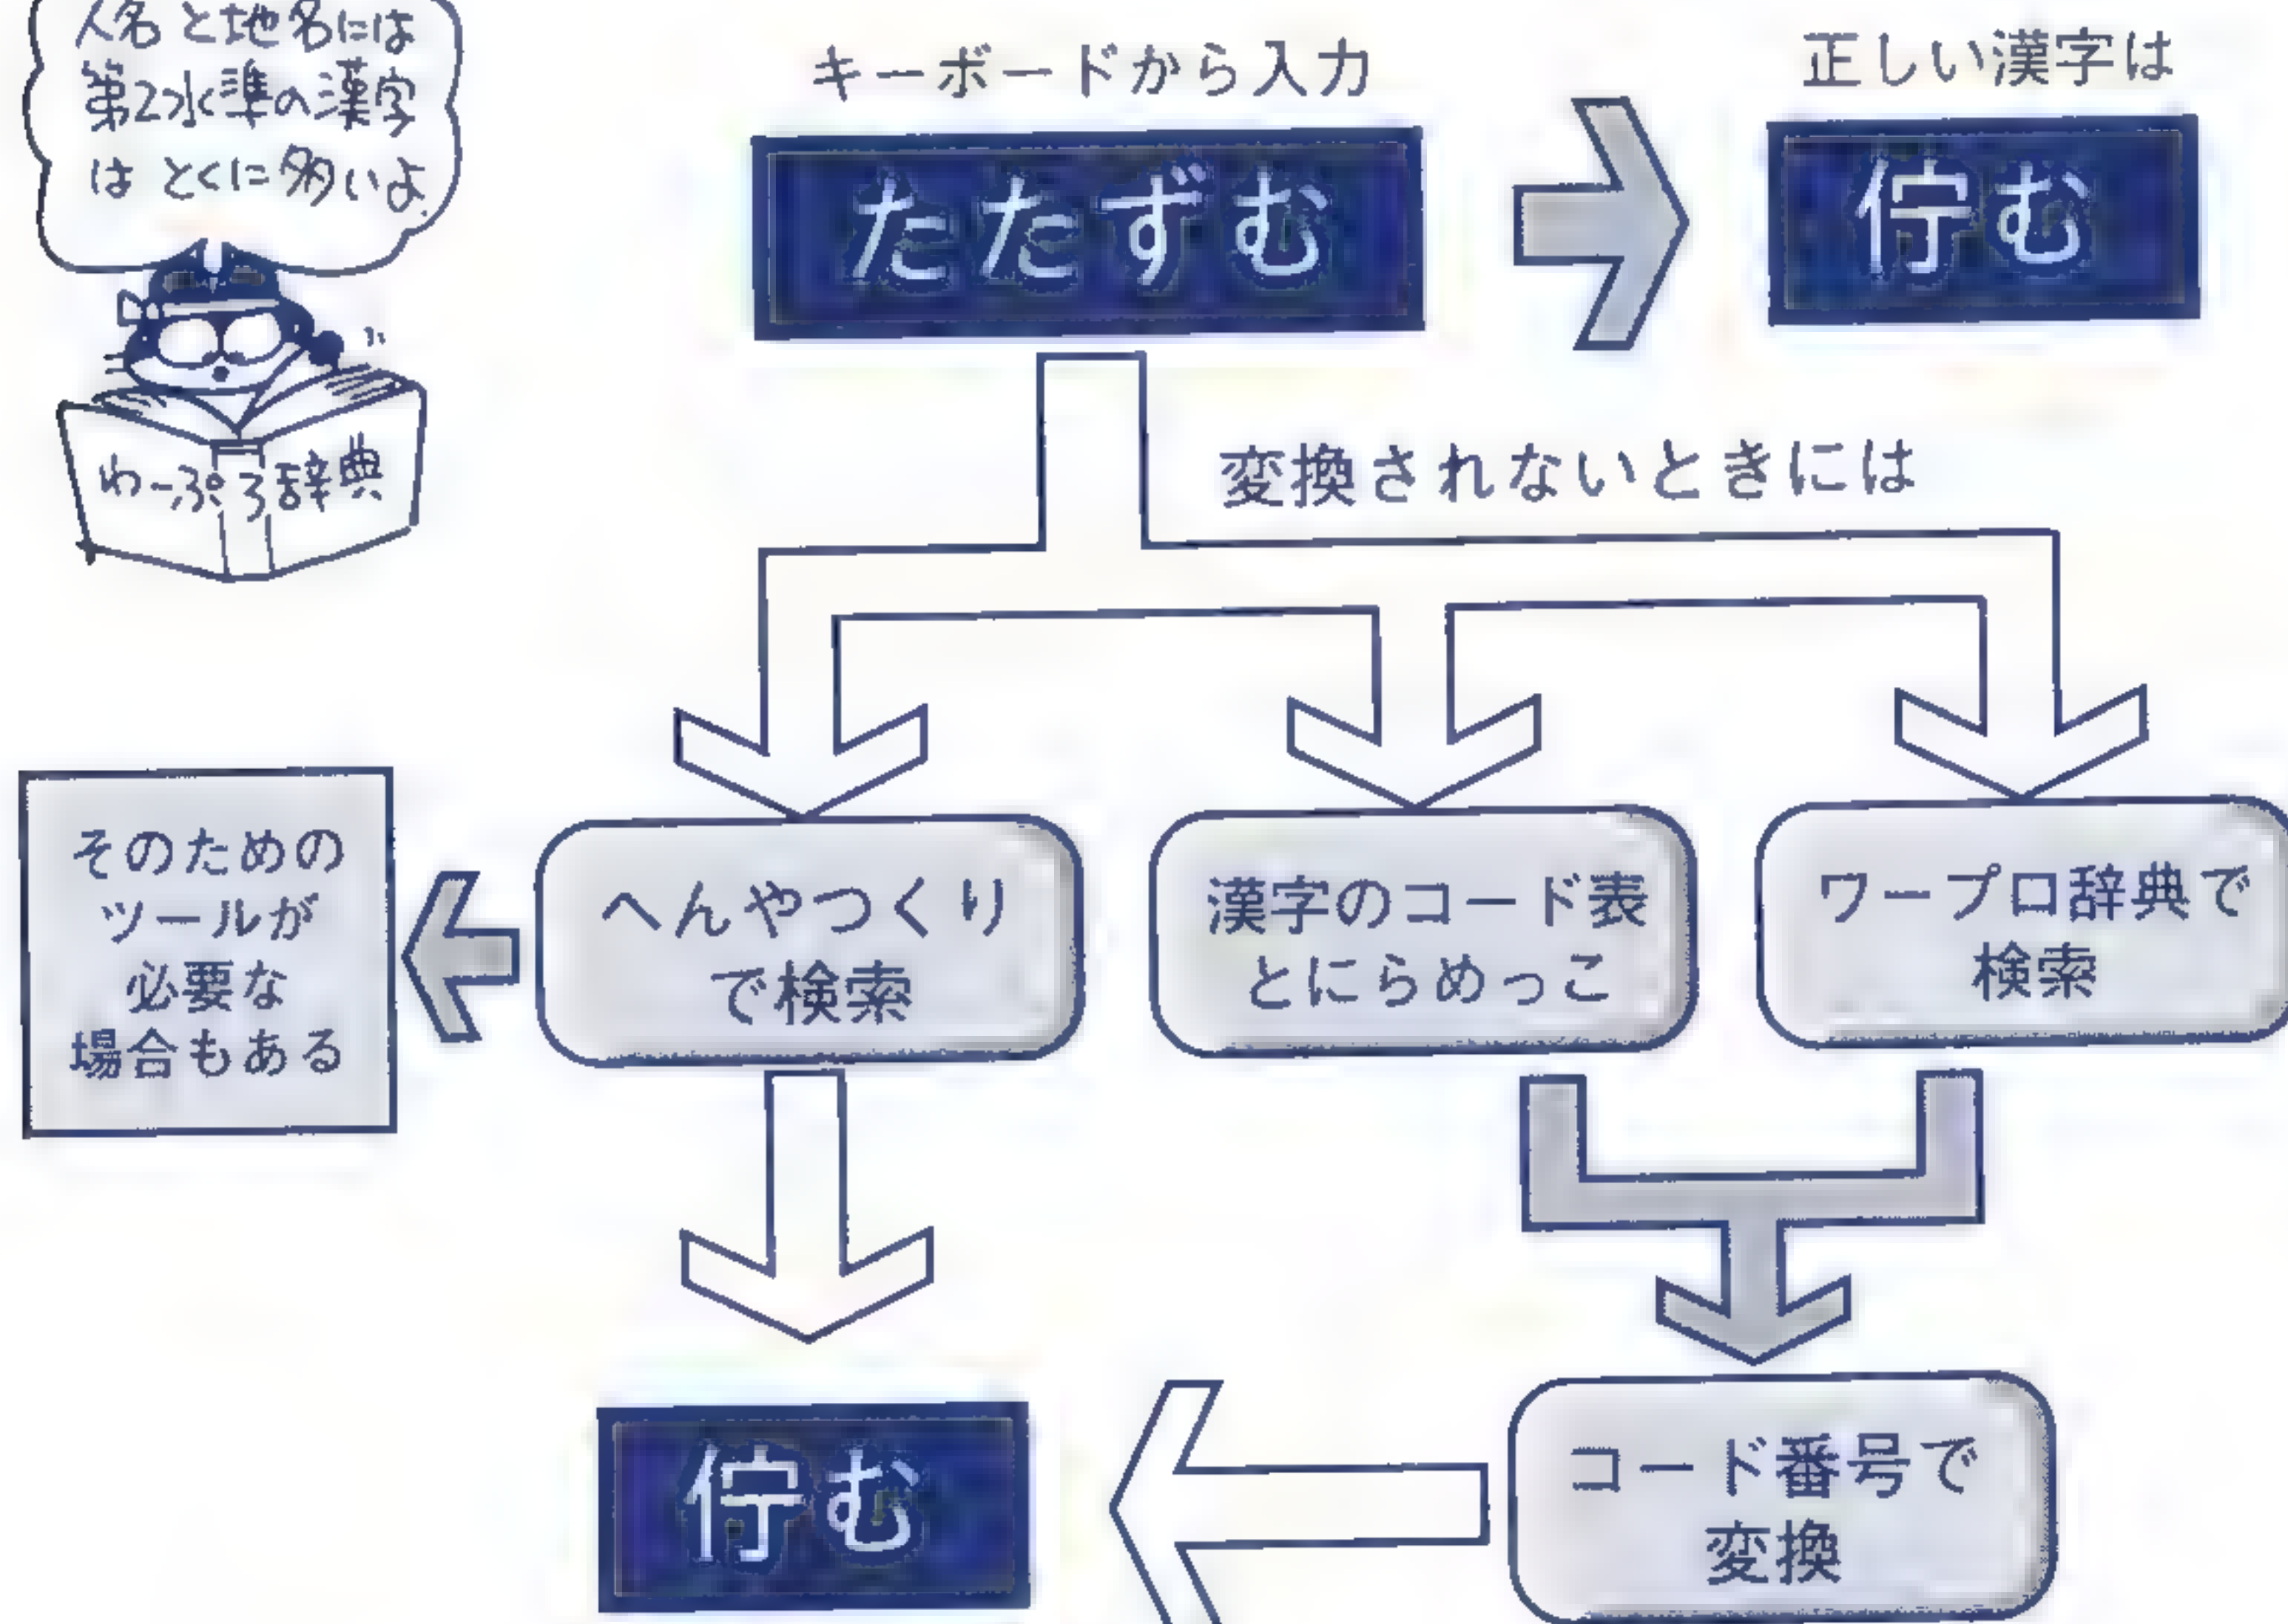 人名と地名には
第2水準の漢字
はとくに多いよ
わーぷろ辞典
キーボードから入力
たたずむ
正しい漢字は
佇む
変換されないときには
そのための
ツールが
必要な
場合もある
へんやつくり
で検索
漢字のコード表
とにらめっこ
ワープロ辞典で
検索
佇む
コード番号で
変換